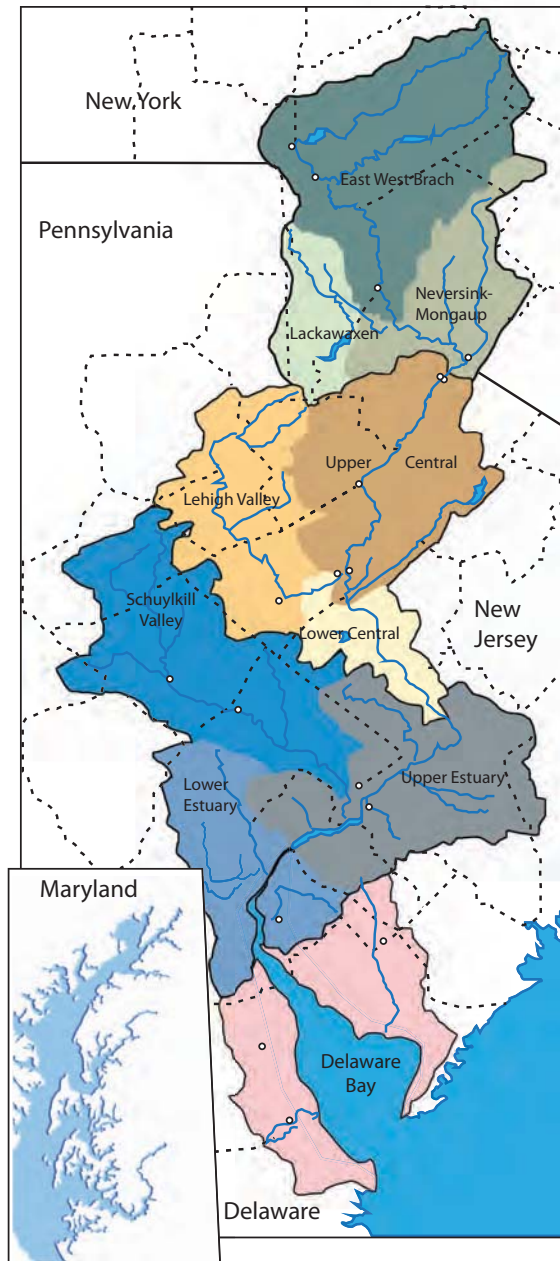 New York
East West Brach
Pennsylvania
Neversink-
Mongaup
Lackawaxen
Upper Central
Lehigh Valley
Schuylkill
Valley
New
Jersey
Lower Central
Lower
Estuary
Upper Estuary
Maryland
Delaware
Bay
Delaware